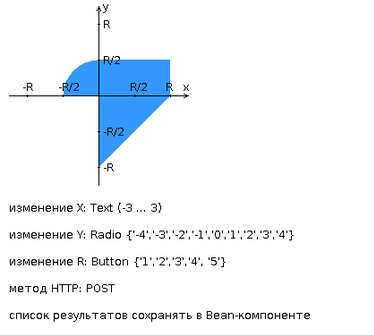 y
R
R/2
-R
-R/2
R/2
R
x
-R/2
-R
изменение X: Text (-3 ... 3)
изменение Y: Radio {'-4','-3','-2','-1','0','1','2','3','4'}
изменение R: Button {'1','2','3','4', '5'}
метод HTTP: POST
список результатов сохранять в Bean-компоненте